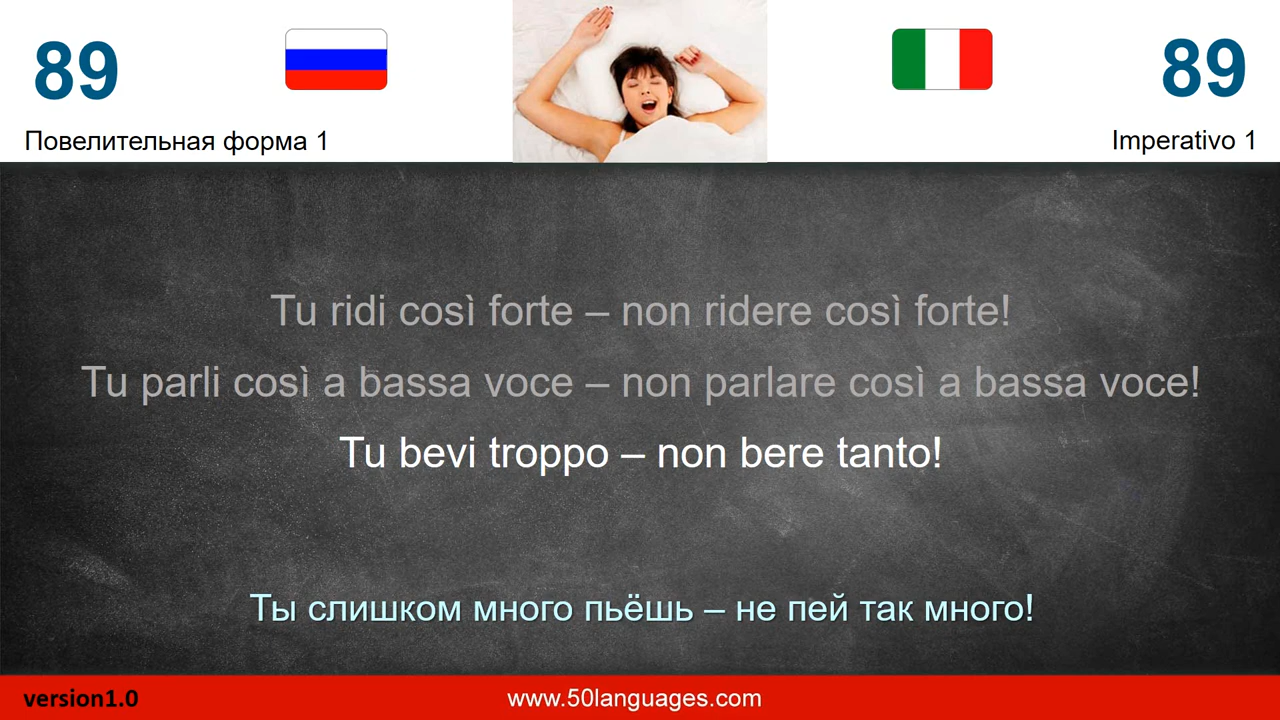 89
89
Повелительная форма 1
Imperativo 1
Tu ridi così forte – non ridere così forte!
Tu parli così a bassa voce – non parlare così a bassa voce!
Tu bevi troppo – non bere tanto!
Ты слишком много пьёшь – не пей так много!
version1.0
www.50languages.com